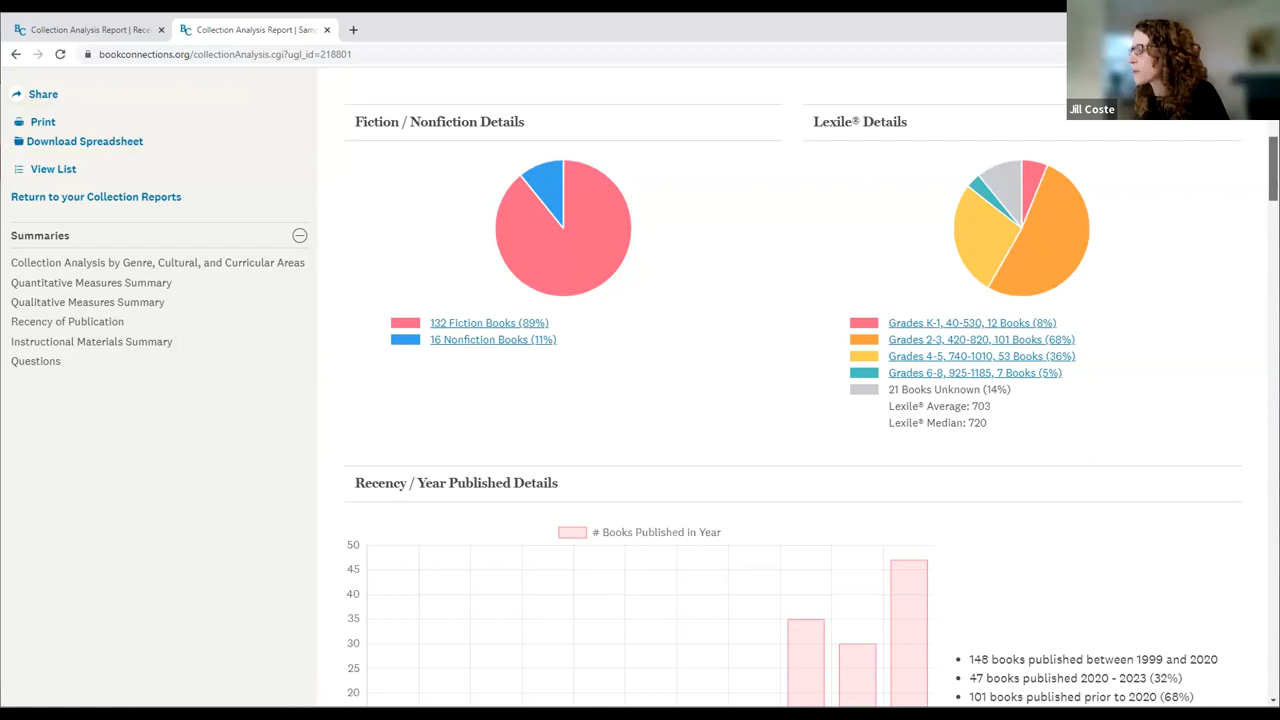 Collection Analysis Report | Rece
Collection Analysis Report | Sam
bookconnections.org/collectionAnalysis.cgi?ugl_id=218801
Jill Coste
Share
Print
Download Spreadsheet
View List
Return to your Collection Reports
Summaries
Collection Analysis by Genre, Cultural, and Curricular Areas
Quantitative Measures Summary
Qualitative Measures Summary
Recency of Publication
Instructional Materials Summary
Questions
Fiction / Nonfiction Details
132 Fiction Books (89%)
16 Nonfiction Books (11%)
Lexile® Details
Grades K-1, 40-530, 12 Books (8%)
Grades 2-3, 420-820, 101 Books (68%)
Grades 4-5, 740-1010, 53 Books (36%)
Grades 6-8, 925-1185, 7 Books (5%)
21 Books Unknown (14%)
Lexile® Average: 703
Lexile® Median: 720
Recency / Year Published Details
# Books Published in Year
50
45
40
35
30
25
20
148 books published between 1999 and 2020
47 books published 2020 - 2023 (32%)
101 books published prior to 2020 (68%)